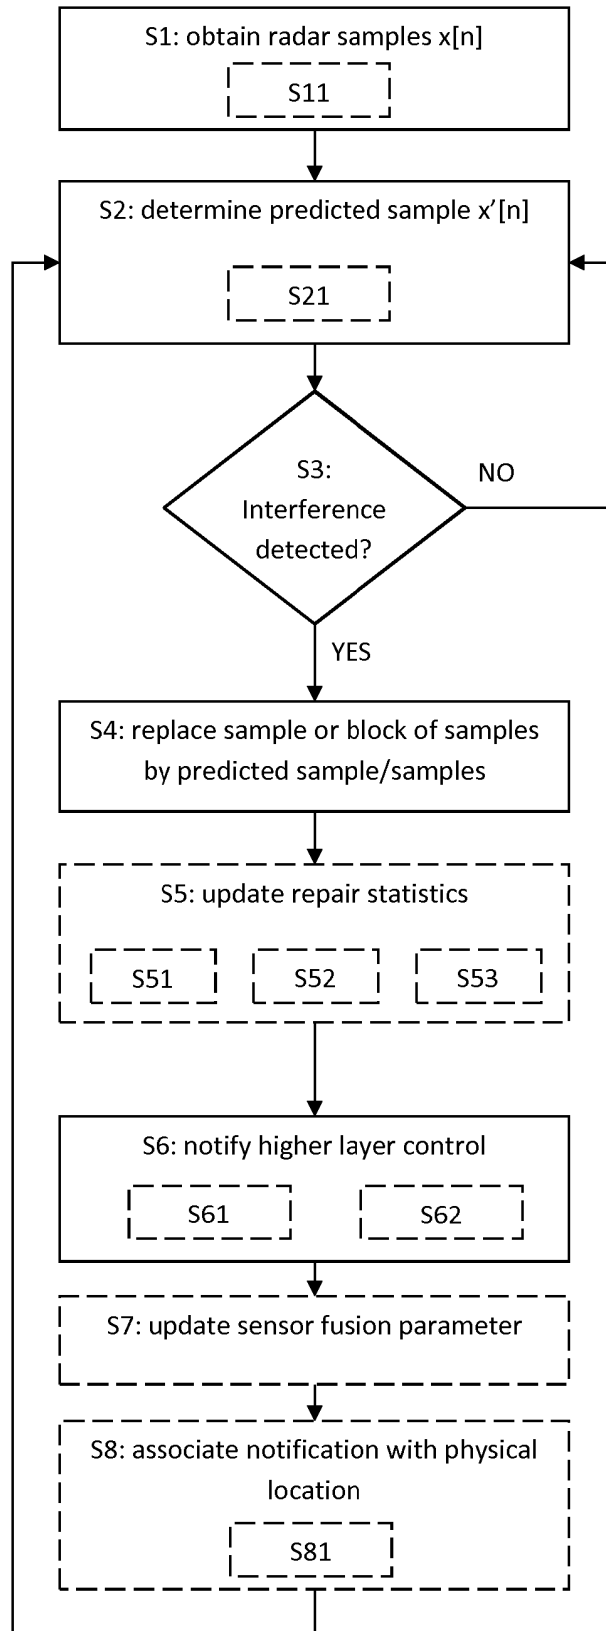 S1: obtain radar samples x[n]
S11
S2: determine predicted sample x’[n]
S21
S3:
Interference
detected?
NO
YES
S4: replace sample or block of samples
by predicted sample/samples
S5: update repair statistics
S51
S52
S53
S6: notify higher layer control
S61
S62
S7: update sensor fusion parameter
S8: associate notification with physical
location
S81